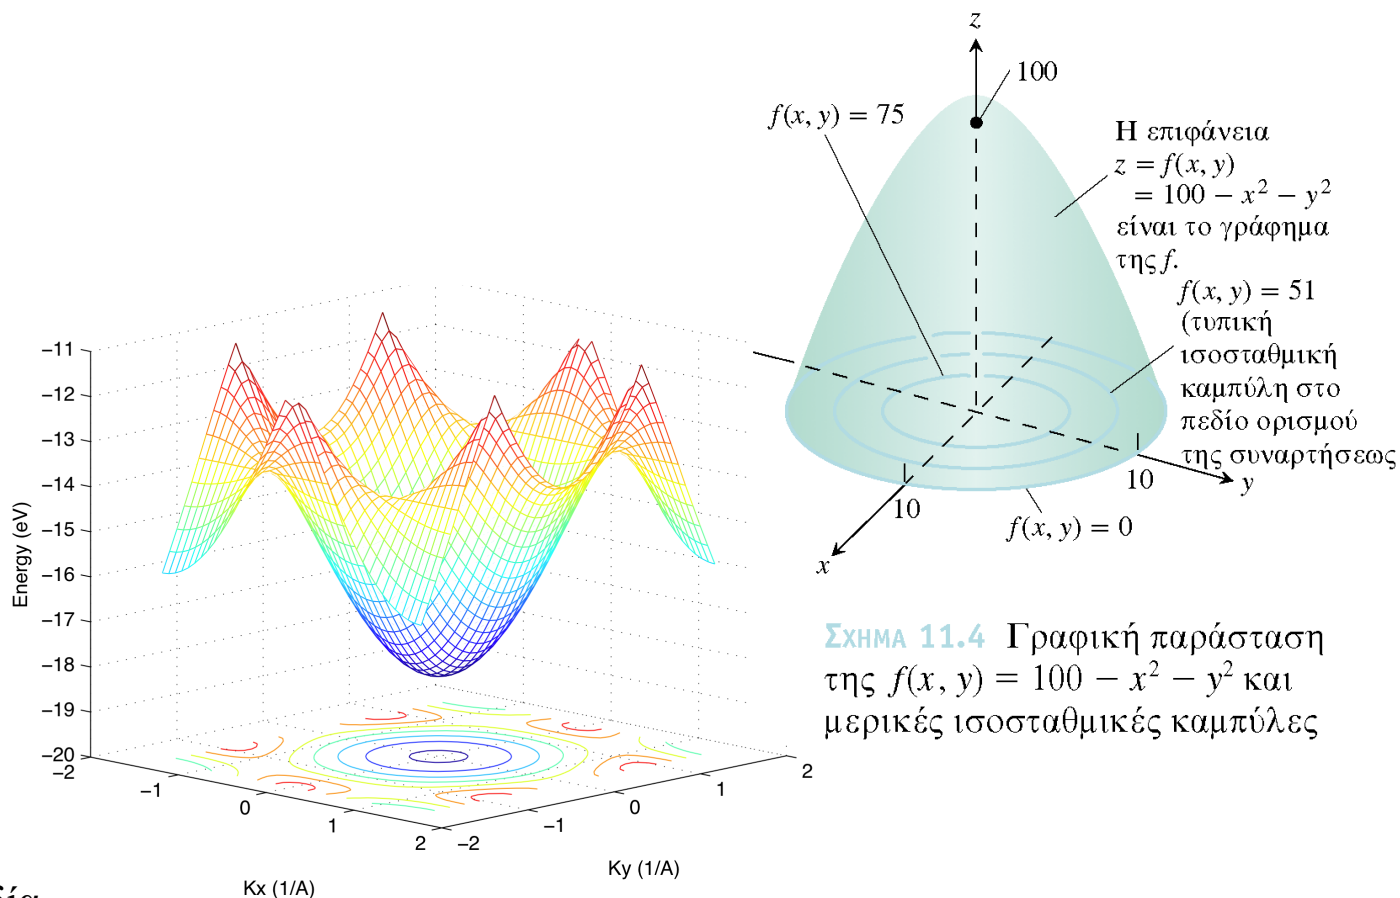 z
100
f(x, y) = 75
Η επιφάνεια
z = f(x, y)
= 100 − x² − y²
είναι το γράφημα
της f.
f(x, y) = 51
(τυπική
ισοσταθμική
καμπύλη στο
πεδίο ορισμού
της συναρτήσεως
10
y
10
f(x, y) = 0
x
ΣΧΗΜΑ 11.4 Γραφική παράσταση
της f(x, y) = 100 − x² − y² και
μερικές ισοσταθμικές καμπύλες
−11
−12
−13
−14
−15
−16
−17
−18
−19
−20
Energy (eV)
−2
−1
0
1
2
Kx (1/A)
−2
−1
0
1
2
Ky (1/A)